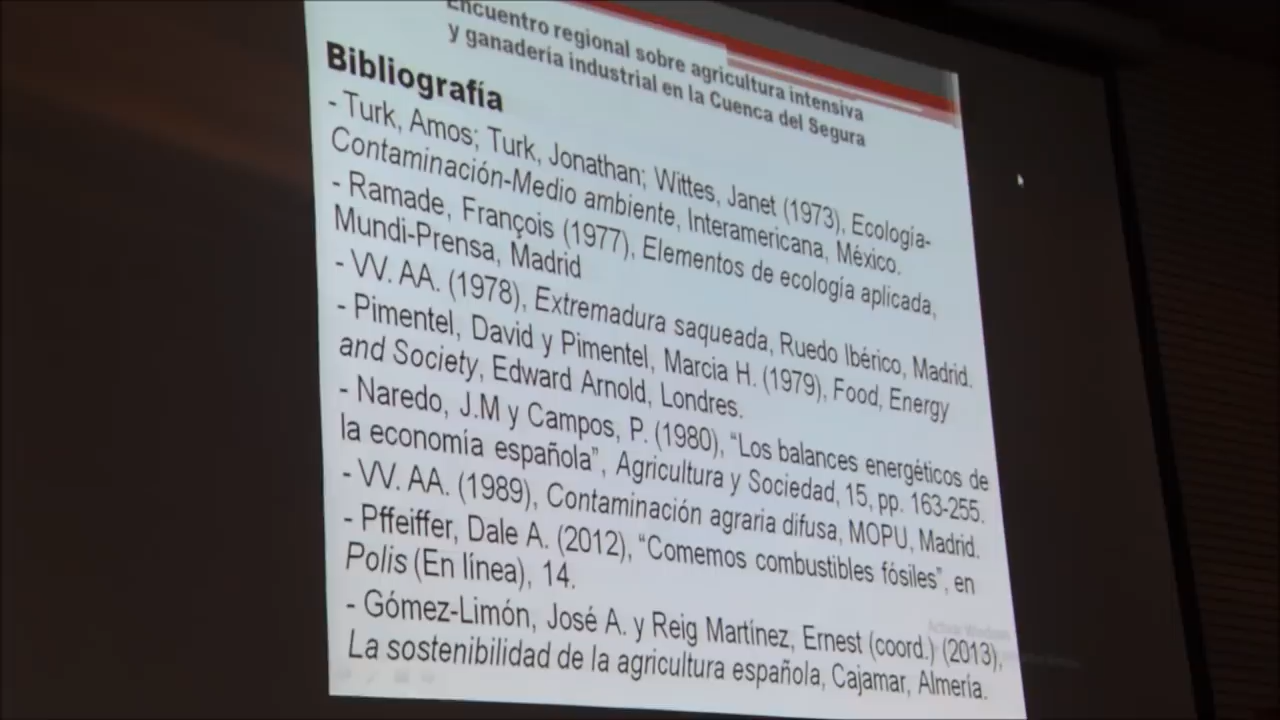 Encuentro regional sobre agricultura intensiva
y ganadería industrial en la Cuenca del Segura
Bibliografía
- Turk, Amos; Turk, Jonathan; Wittes, Janet (1973), Ecología-
Contaminación-Medio ambiente, Interamericana, México.
- Ramade, François (1977), Elementos de ecología aplicada,
Mundi-Prensa, Madrid
- VV. AA. (1978), Extremadura saqueada, Ruedo Ibérico, Madrid.
- Pimentel, David y Pimentel, Marcia H. (1979), Food, Energy
and Society, Edward Arnold, Londres.
- Naredo, J.M y Campos, P. (1980), “Los balances energéticos de
la economía española”, Agricultura y Sociedad, 15, pp. 163-255.
- VV. AA. (1989), Contaminación agraria difusa, MOPU, Madrid.
- Pffeiffer, Dale A. (2012), “Comemos combustibles fósiles”, en
Polis (En línea), 14.
- Gómez-Limón, José A. y Reig Martínez, Ernest (coord.) (2013),
La sostenibilidad de la agricultura española, Cajamar, Almería.
Activar Windows